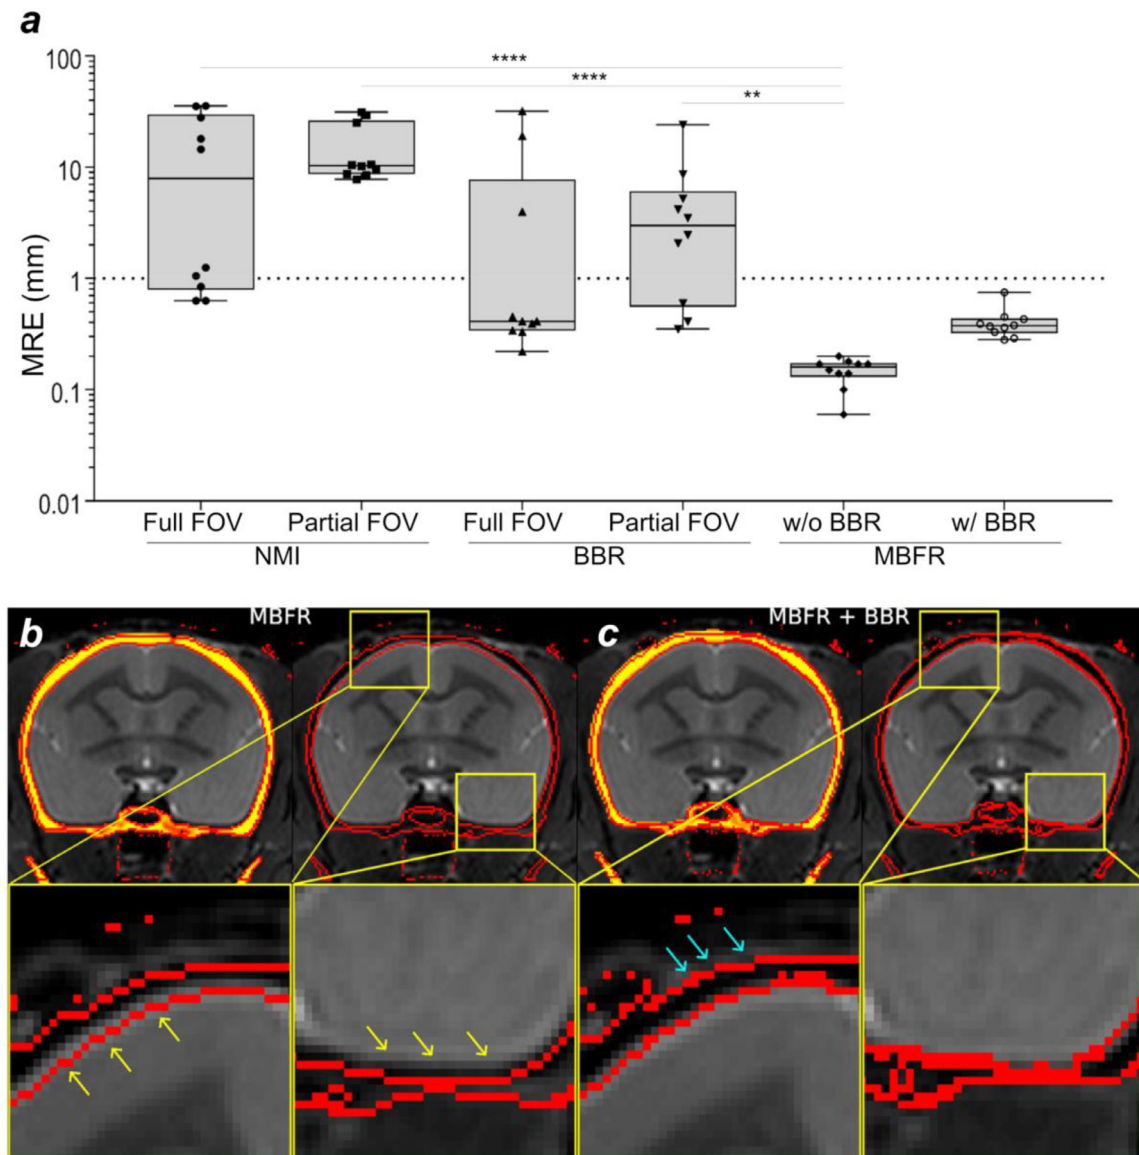 a
100
****
****
**
10
1
0.1
0.01
MRE (mm)
Full FOV Partial FOV Full FOV Partial FOV w/o BBR w/ BBR
NMI BBR MBFR
b MBFR c MBFR + BBR